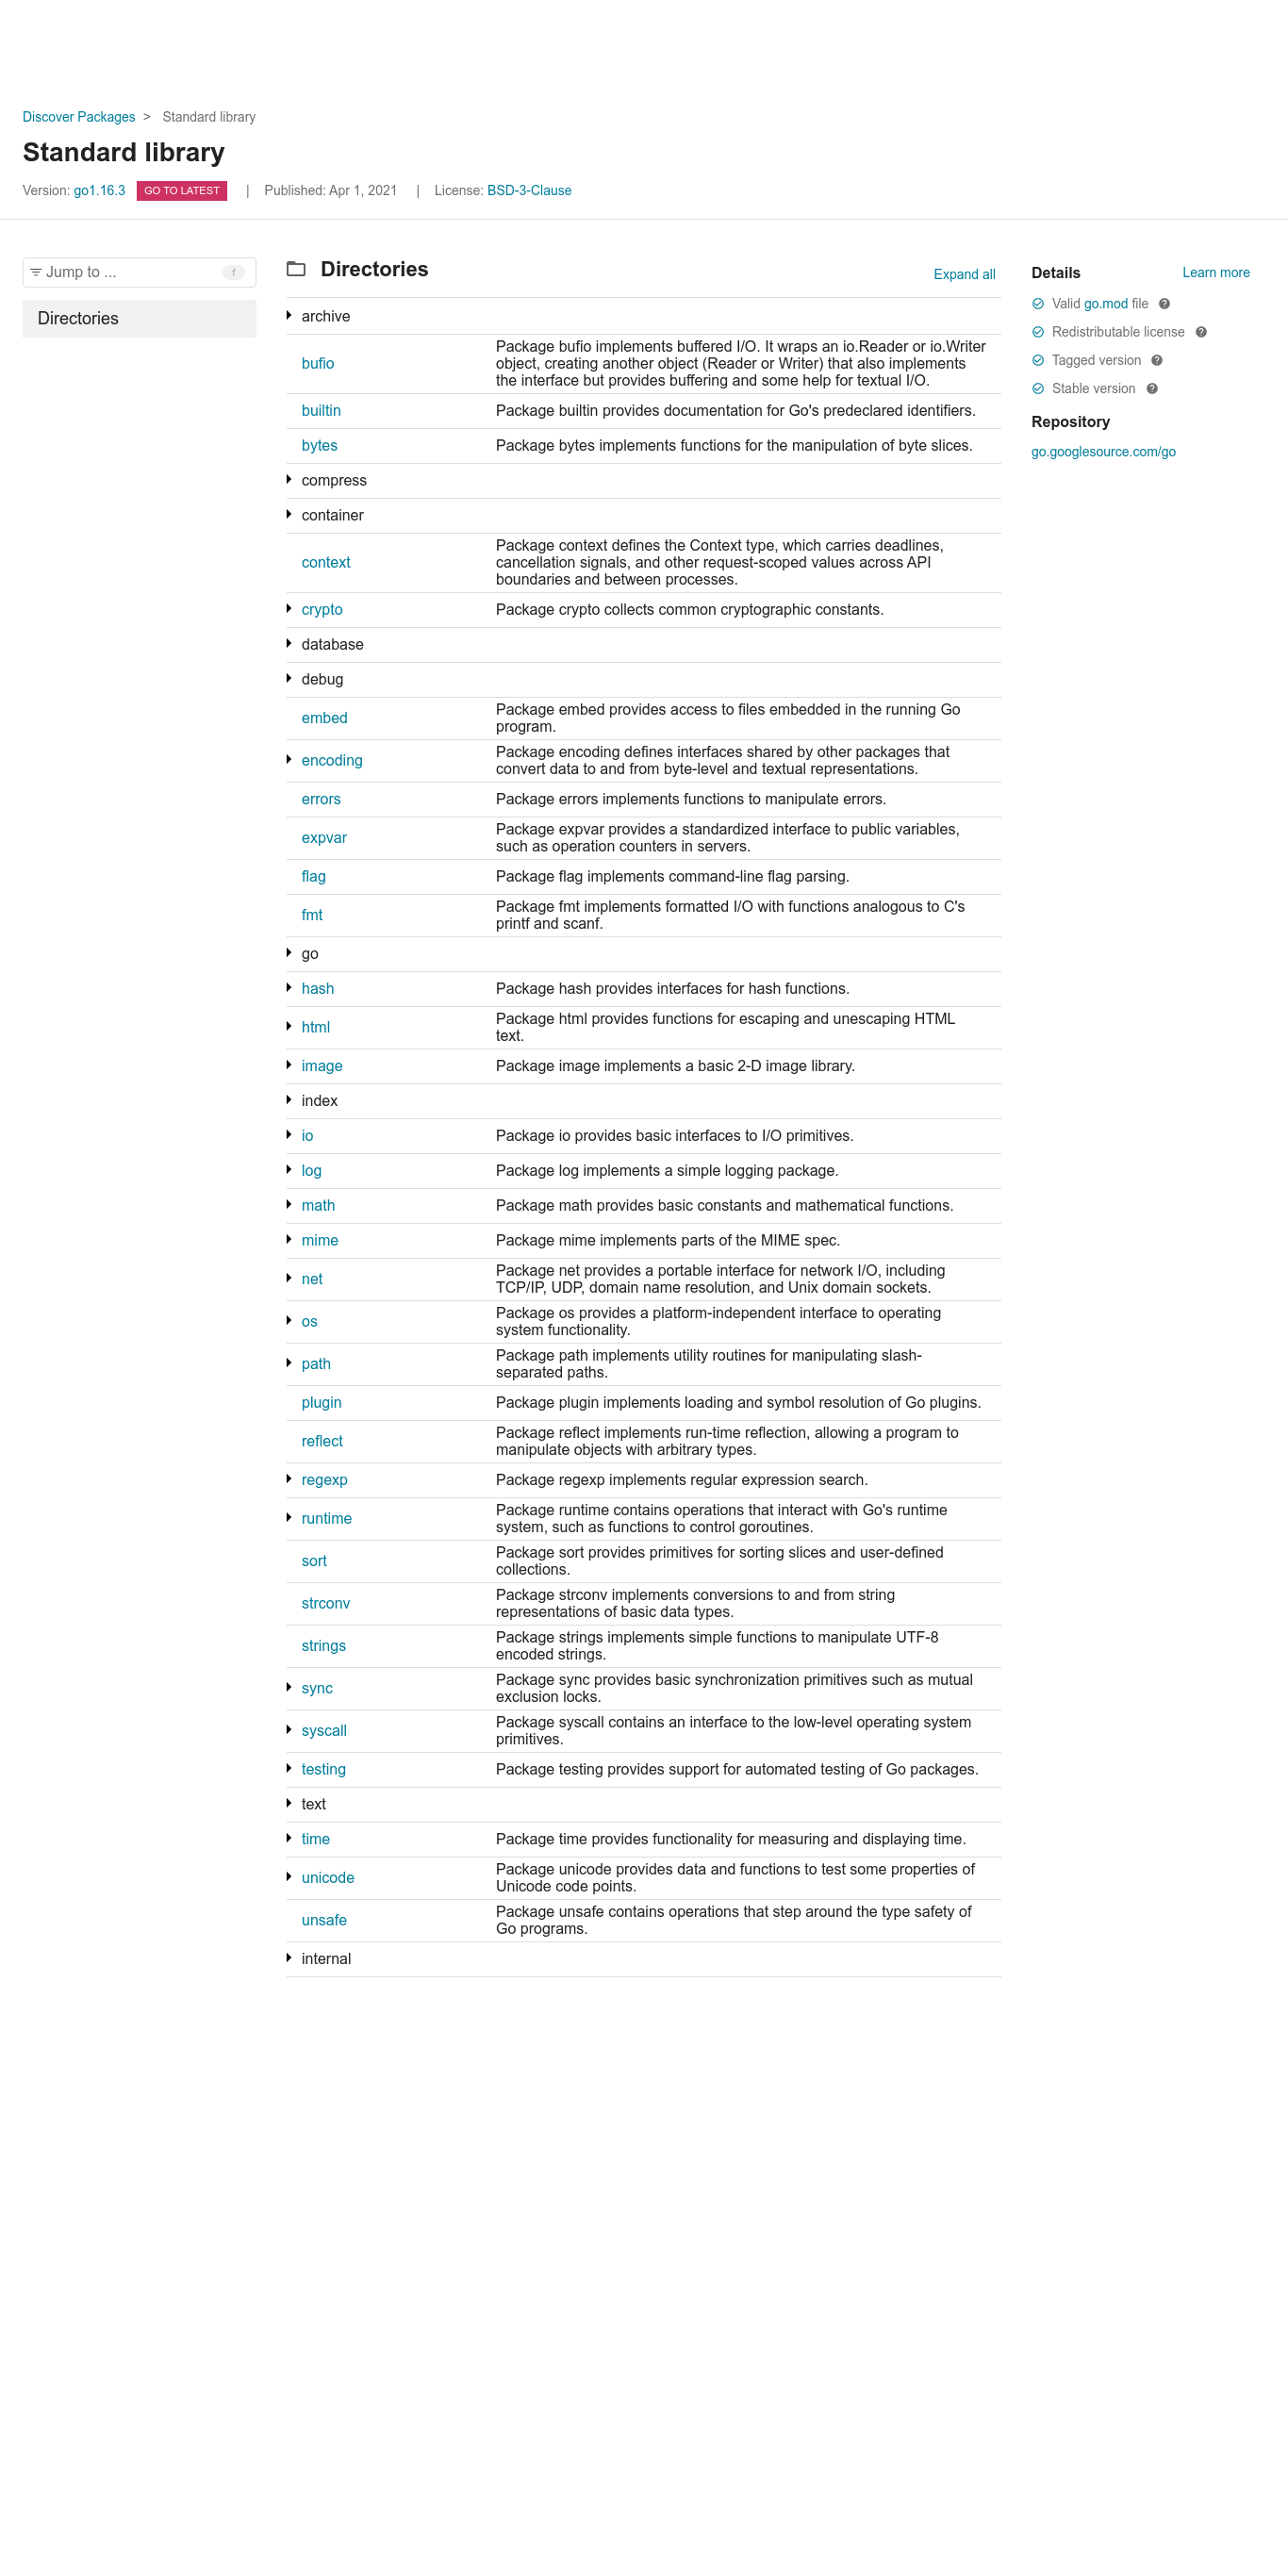 Discover Packages > Standard library
Standard library
Version: go1.16.3 GO TO LATEST | Published: Apr 1, 2021 | License: BSD-3-Clause
Jump to ... f
Directories
Directories
Expand all
archive
bufio
Package bufio implements buffered I/O. It wraps an io.Reader or io.Writer
object, creating another object (Reader or Writer) that also implements
the interface but provides buffering and some help for textual I/O.
builtin
Package builtin provides documentation for Go's predeclared identifiers.
bytes
Package bytes implements functions for the manipulation of byte slices.
compress
container
context
Package context defines the Context type, which carries deadlines,
cancellation signals, and other request-scoped values across API
boundaries and between processes.
crypto
Package crypto collects common cryptographic constants.
database
debug
embed
Package embed provides access to files embedded in the running Go
program.
encoding
Package encoding defines interfaces shared by other packages that
convert data to and from byte-level and textual representations.
errors
Package errors implements functions to manipulate errors.
expvar
Package expvar provides a standardized interface to public variables,
such as operation counters in servers.
flag
Package flag implements command-line flag parsing.
fmt
Package fmt implements formatted I/O with functions analogous to C's
printf and scanf.
go
hash
Package hash provides interfaces for hash functions.
html
Package html provides functions for escaping and unescaping HTML
text.
image
Package image implements a basic 2-D image library.
index
io
Package io provides basic interfaces to I/O primitives.
log
Package log implements a simple logging package.
math
Package math provides basic constants and mathematical functions.
mime
Package mime implements parts of the MIME spec.
net
Package net provides a portable interface for network I/O, including
TCP/IP, UDP, domain name resolution, and Unix domain sockets.
os
Package os provides a platform-independent interface to operating
system functionality.
path
Package path implements utility routines for manipulating slash-
separated paths.
plugin
Package plugin implements loading and symbol resolution of Go plugins.
reflect
Package reflect implements run-time reflection, allowing a program to
manipulate objects with arbitrary types.
regexp
Package regexp implements regular expression search.
runtime
Package runtime contains operations that interact with Go's runtime
system, such as functions to control goroutines.
sort
Package sort provides primitives for sorting slices and user-defined
collections.
strconv
Package strconv implements conversions to and from string
representations of basic data types.
strings
Package strings implements simple functions to manipulate UTF-8
encoded strings.
sync
Package sync provides basic synchronization primitives such as mutual
exclusion locks.
syscall
Package syscall contains an interface to the low-level operating system
primitives.
testing
Package testing provides support for automated testing of Go packages.
text
time
Package time provides functionality for measuring and displaying time.
unicode
Package unicode provides data and functions to test some properties of
Unicode code points.
unsafe
Package unsafe contains operations that step around the type safety of
Go programs.
internal
Details
Learn more
Valid go.mod file
Redistributable license
Tagged version
Stable version
Repository
go.googlesource.com/go